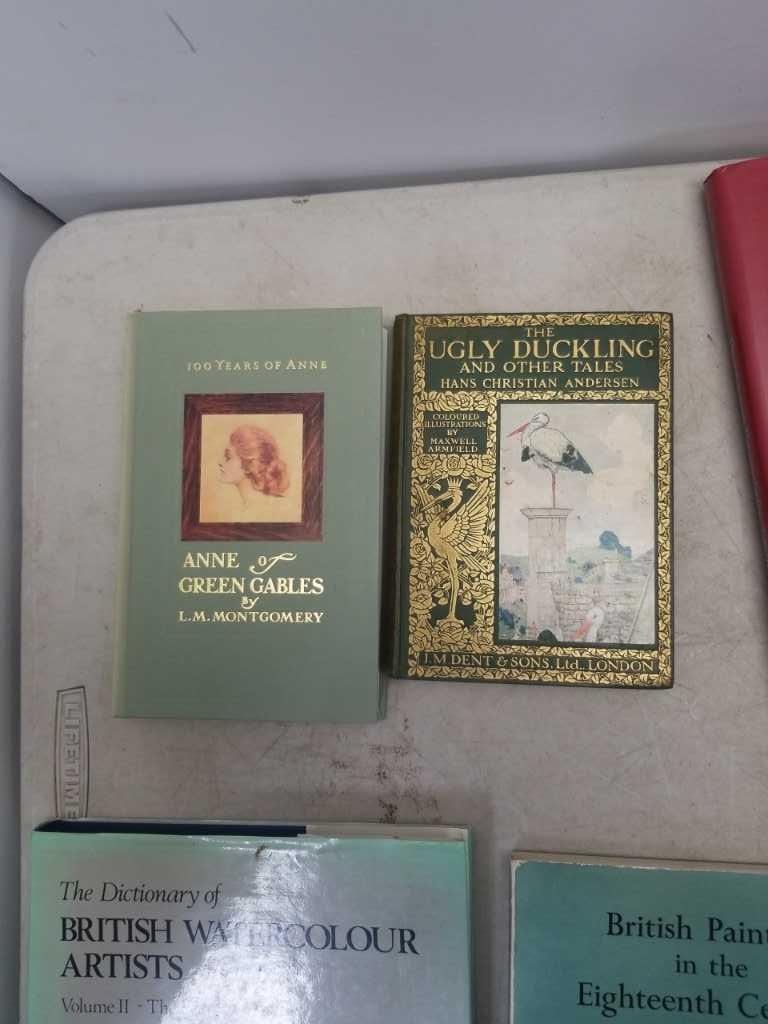 100 YEARS OF ANNE
ANNE of
GREEN GABLES
BY
L.M. MONTGOMERY
THE
UGLY DUCKLING
AND OTHER TALES
HANS CHRISTIAN ANDERSEN
COLOURED
ILLUSTRATIONS
BY
MAXWELL
ARMFIELD
J.M DENT & SONS, Ltd., LONDON
LIFETIME
The Dictionary of
BRITISH WATERCOLOUR
ARTISTS
Volume II - Th
British Pain
in the
Eighteenth Ce